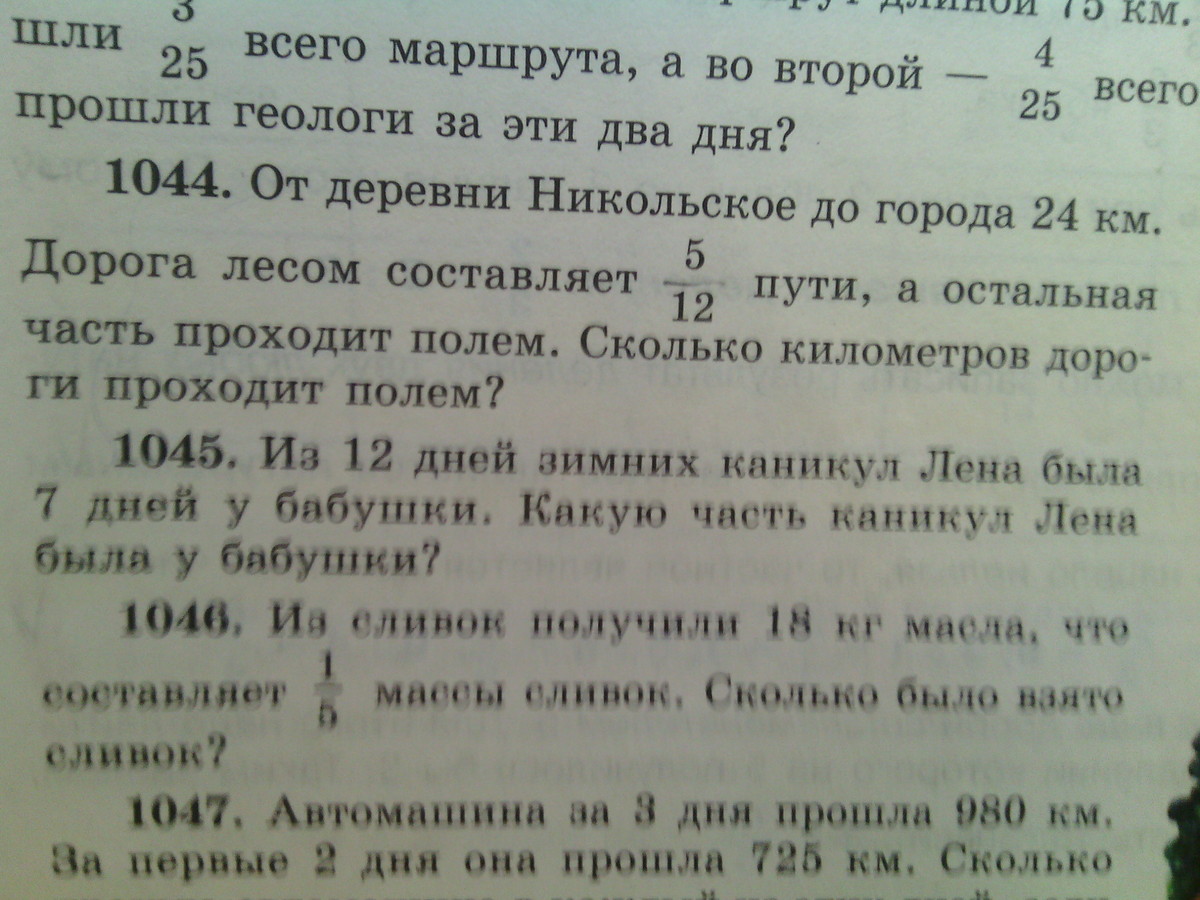 длиной 75 км.
шли 3/25 всего маршрута, а во второй — 4/25 всего
прошли геологи за эти два дня?
1044. От деревни Никольское до города 24 км.
Дорога лесом составляет 5/12 пути, а остальная
часть проходит полем. Сколько километров доро-
ги проходит полем?
1045. Из 12 дней зимних каникул Лена была
7 дней у бабушки. Какую часть каникул Лена
была у бабушки?
1046. Из сливок получили 18 кг масла, что
составляет 1/5 массы сливок. Сколько было взято
сливок?
1047. Автомашина за 3 дня прошла 980 км.
За первые 2 дня она прошла 725 км. Сколько